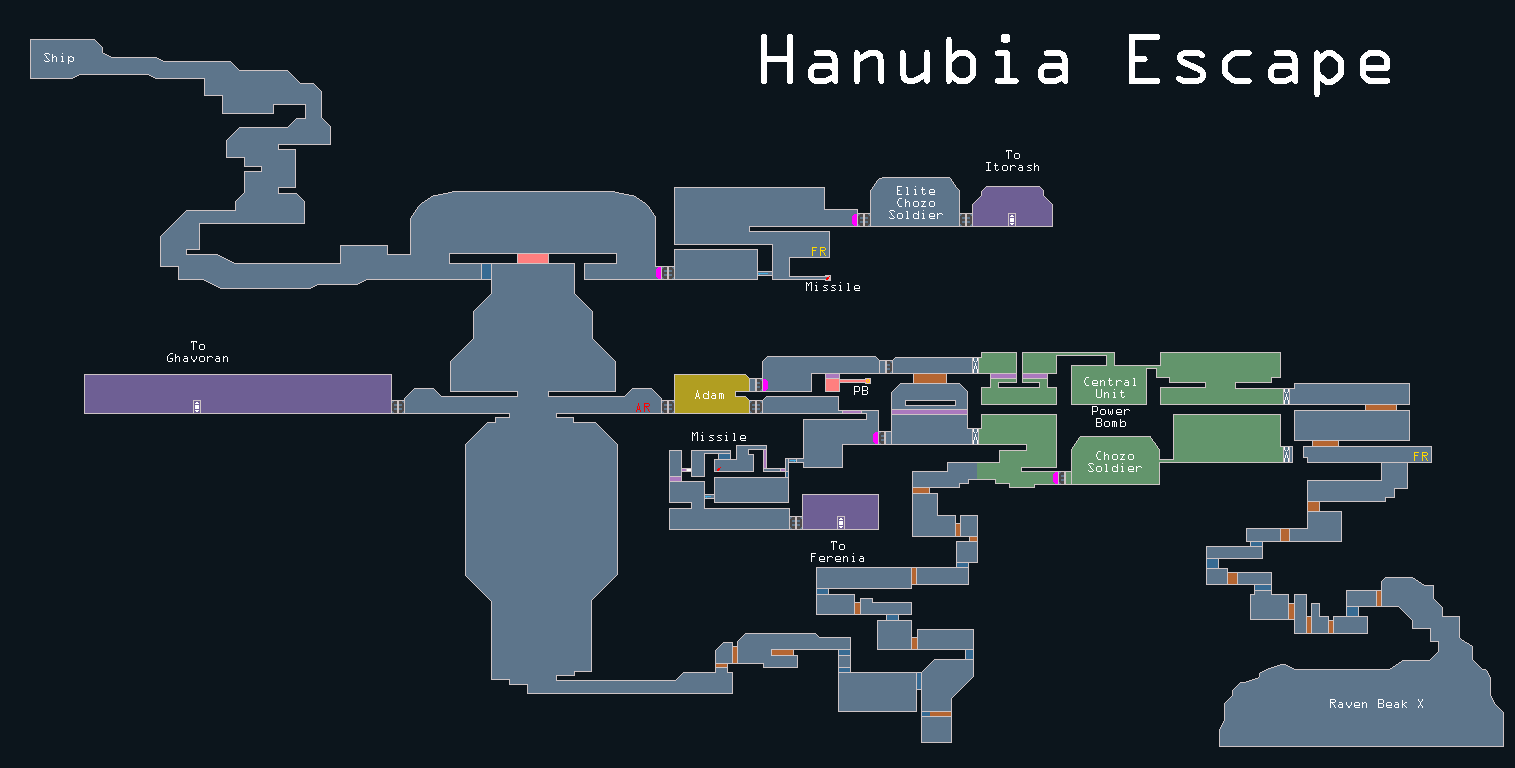 Hanubia Escape
Ship
To
Itorash
Elite
Chozo
Soldier
FR
Missile
To
Ghavoran
AR
Adam
PB
Central
Unit
Power
Bomb
Chozo
Soldier
FR
Missile
To
Ferenia
Raven Beak X